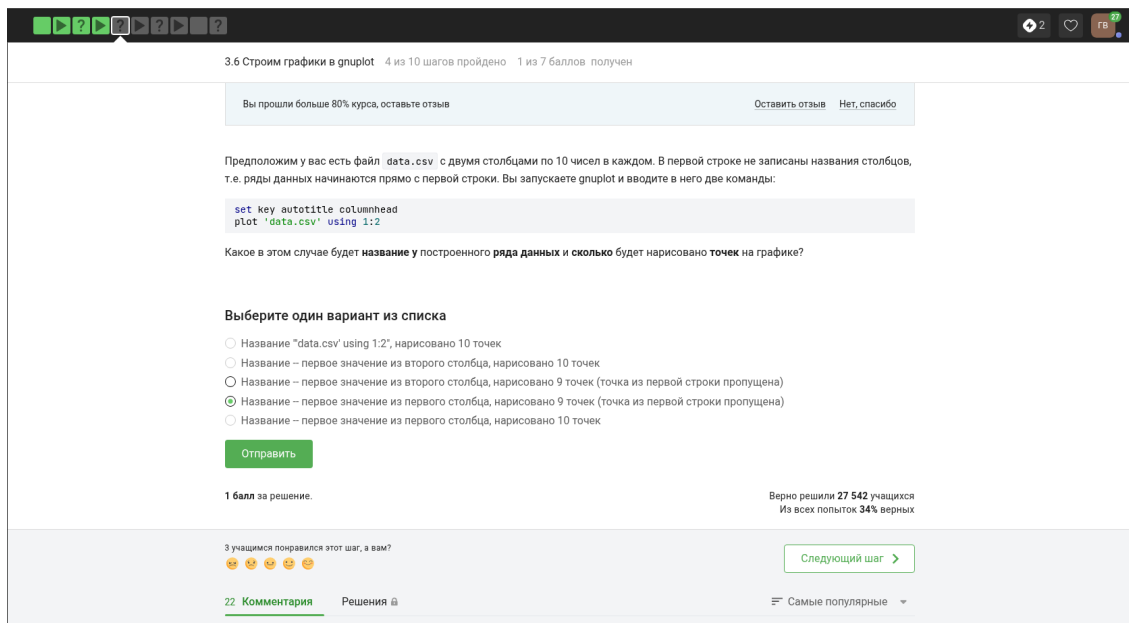 ? ? ? ? 2 ГВ 27
3.6 Строим графики в gnuplot 4 из 10 шагов пройдено 1 из 7 баллов получен
Вы прошли больше 80% курса, оставьте отзыв Оставить отзыв Нет, спасибо
Предположим у вас есть файл data.csv с двумя столбцами по 10 чисел в каждом. В первой строке не записаны названия столбцов,
т.е. ряды данных начинаются прямо с первой строки. Вы запускаете gnuplot и вводите в него две команды:
set key autotitle columnhead
plot 'data.csv' using 1:2
Какое в этом случае будет название у построенного ряда данных и сколько будет нарисовано точек на графике?
Выберите один вариант из списка
Название "'data.csv' using 1:2", нарисовано 10 точек
Название -- первое значение из второго столбца, нарисовано 10 точек
Название -- первое значение из второго столбца, нарисовано 9 точек (точка из первой строки пропущена)
Название -- первое значение из первого столбца, нарисовано 9 точек (точка из первой строки пропущена)
Название -- первое значение из первого столбца, нарисовано 10 точек
Отправить
1 балл за решение. Верно решили 27 542 учащихся
Из всех попыток 34% верных
3 учащимся понравился этот шаг, а вам?
Следующий шаг
22 Комментария Решения Самые популярные